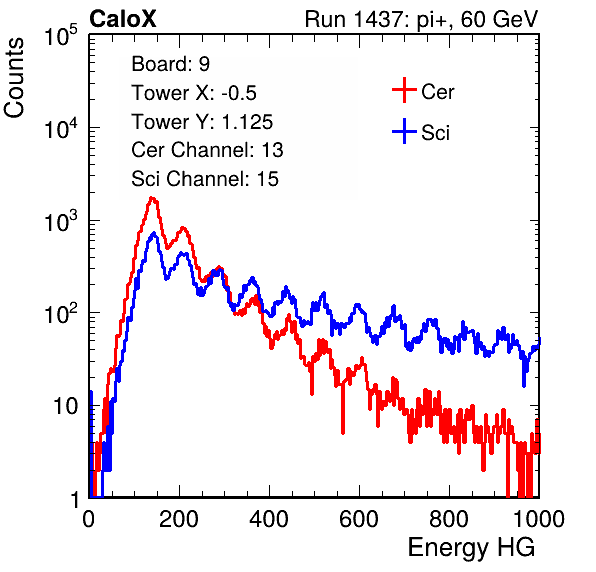 CaloX Run 1437: pi+, 60 GeV
Counts
10^5
10^4
10^3
10^2
10
1
Board: 9
Tower X: -0.5
Tower Y: 1.125
Cer Channel: 13
Sci Channel: 15
Cer
Sci
0 200 400 600 800 1000
Energy HG